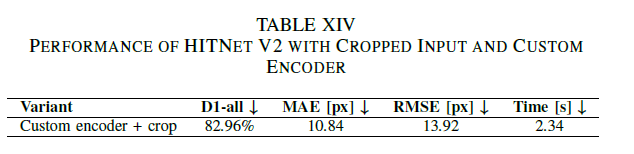 TABLE XIV
PERFORMANCE OF HITNET V2 WITH CROPPED INPUT AND CUSTOM
ENCODER
Variant D1-all ↓ MAE [px] ↓ RMSE [px] ↓ Time [s] ↓
Custom encoder + crop 82.96% 10.84 13.92 2.34